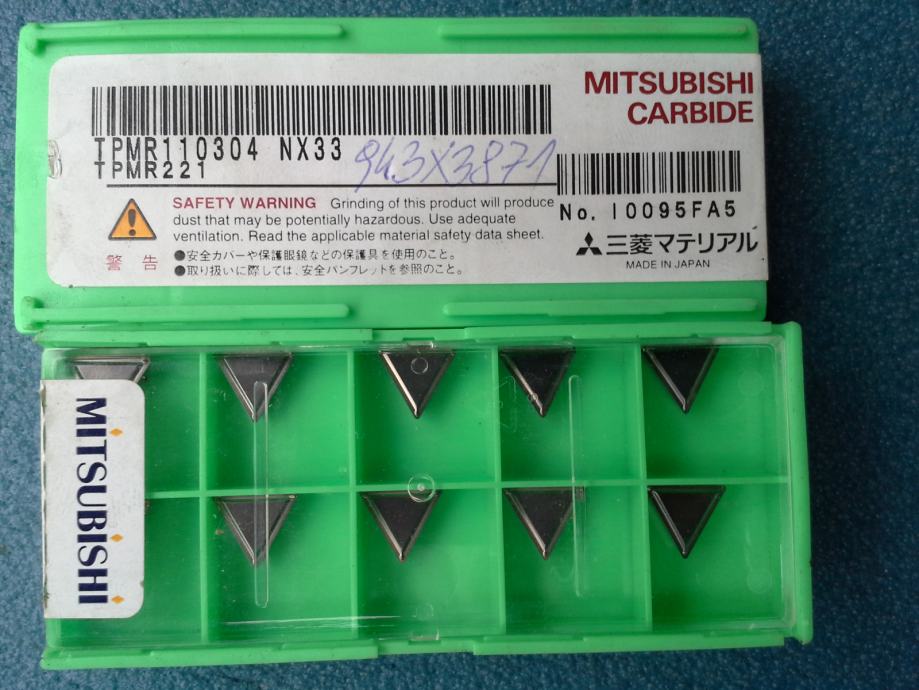 MITSUBISHI
CARBIDE
TPMR110304 NX33
TPMR221
943X3871
SAFETY WARNING Grinding of this product will produce
dust that may be potentially hazardous. Use adequate
ventilation. Read the applicable material safety data sheet.
警告
●安全カバーや保護眼鏡などの保護具を使用のこと。
●取り扱いに際しては、安全パンフレットを参照のこと。
No. I0095FA5
三菱マテリアル
MADE IN JAPAN
MITSUBISHI